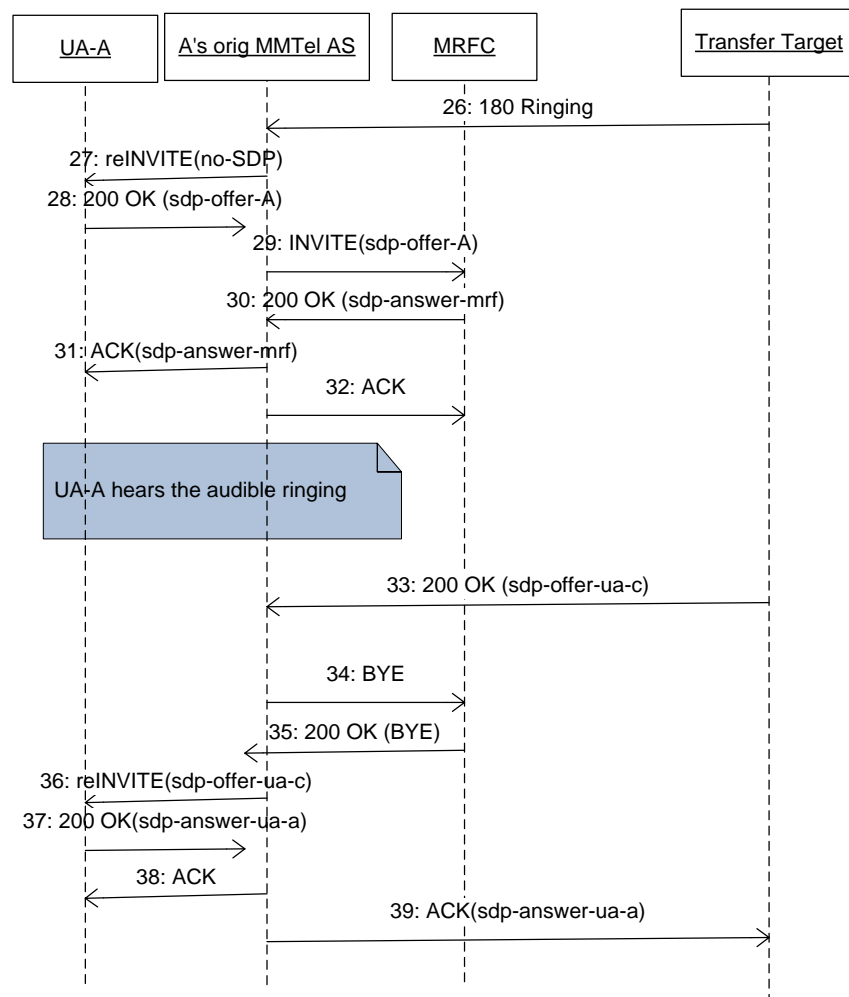 UA-A
A's orig MMTel AS
MRFC
Transfer Target
26: 180 Ringing
27: reINVITE(no-SDP)
28: 200 OK (sdp-offer-A)
29: INVITE(sdp-offer-A)
30: 200 OK (sdp-answer-mrf)
31: ACK(sdp-answer-mrf)
32: ACK
UA-A hears the audible ringing
33: 200 OK (sdp-offer-ua-c)
34: BYE
35: 200 OK (BYE)
36: reINVITE(sdp-offer-ua-c)
37: 200 OK(sdp-answer-ua-a)
38: ACK
39: ACK(sdp-answer-ua-a)